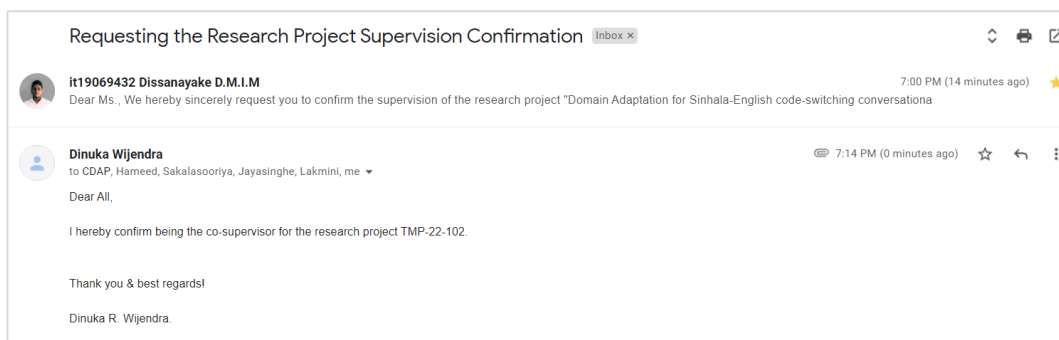 Requesting the Research Project Supervision Confirmation Inbox ×
it19069432 Dissanayake D.M.I.M 7:00 PM (14 minutes ago)
Dear Ms., We hereby sincerely request you to confirm the supervision of the research project "Domain Adaptation for Sinhala-English code-switching conversationa
Dinuka Wijendra 7:14 PM (0 minutes ago)
to CDAP, Hameed, Sakalasooriya, Jayasinghe, Lakmini, me
Dear All,
I hereby confirm being the co-supervisor for the research project TMP-22-102.
Thank you & best regards!
Dinuka R. Wijendra.